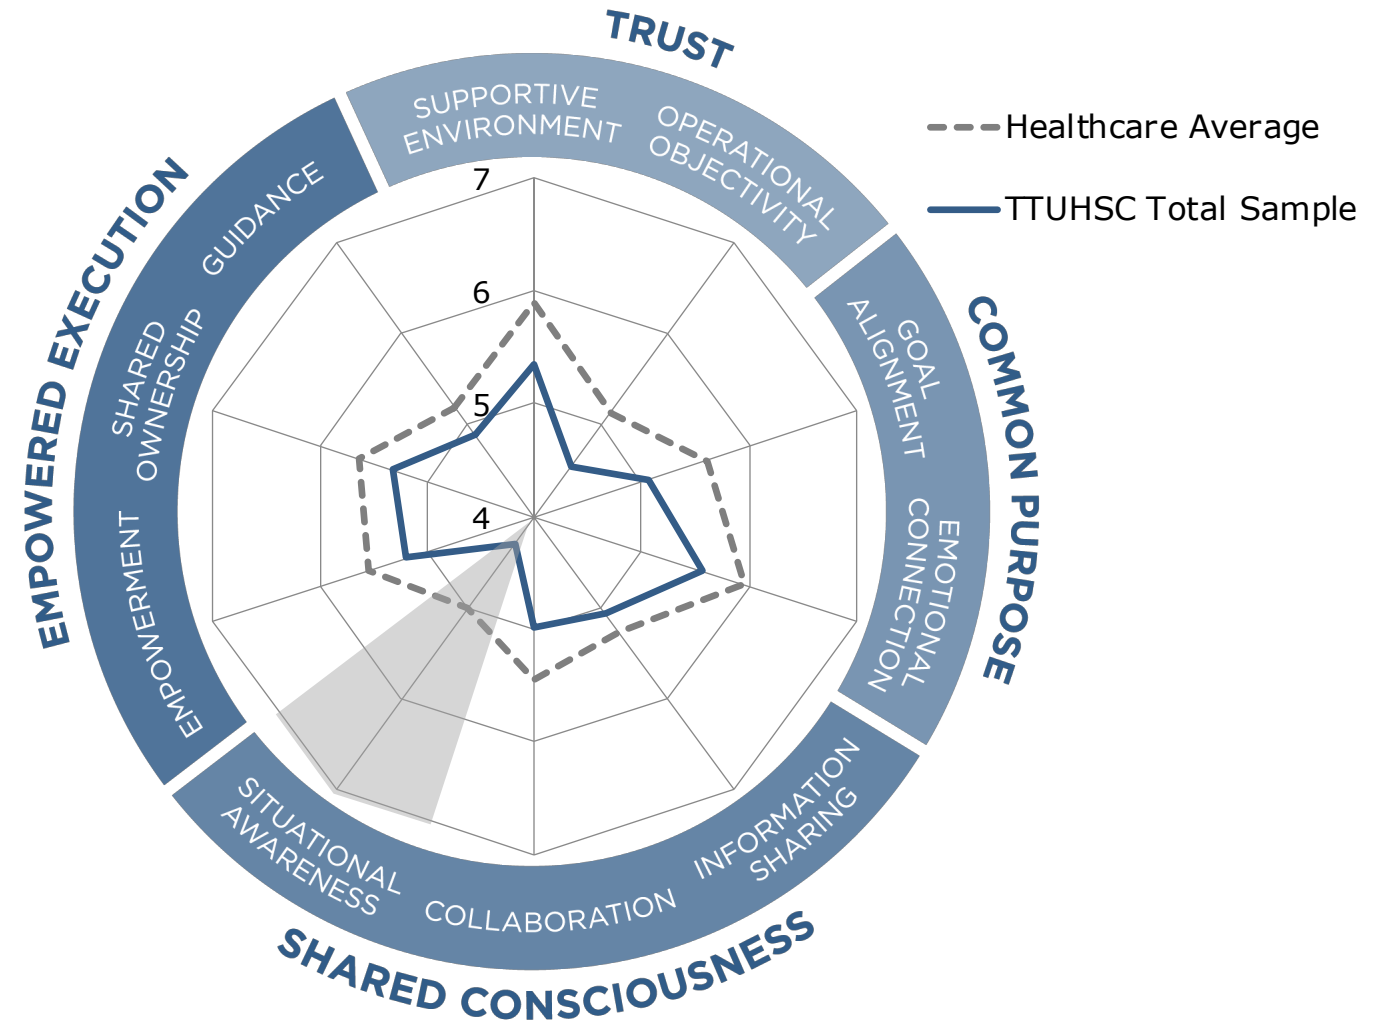 TRUST
SUPPORTIVE
ENVIRONMENT
OPERATIONAL
OBJECTIVITY
Healthcare Average
TTUHSC Total Sample
COMMON PURPOSE
GOAL
ALIGNMENT
EMOTIONAL
CONNECTION
SHARED CONSCIOUSNESS
INFORMATION
SHARING
COLLABORATION
SITUATIONAL
AWARENESS
EMPOWERED EXECUTION
EMPOWERMENT
SHARED
OWNERSHIP
GUIDANCE
7
6
5
4